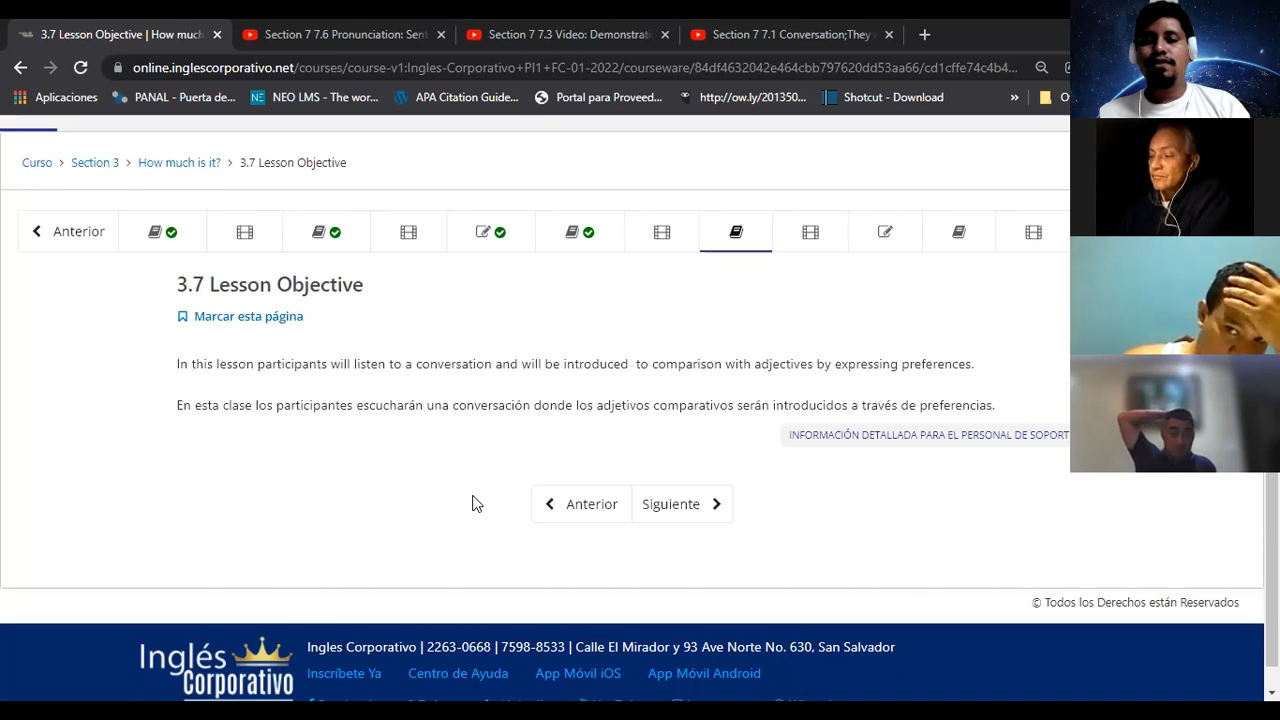 3.7 Lesson Objective | How much
Section 7 7.6 Pronunciation: Sent
Section 7 7.3 Video: Demonstrati
Section 7 7.1 Conversation;They
online.inglescorporativo.net/courses/course-v1:Ingles-Corporativo+PI1+FC-01-2022/courseware/84df4632042e464cbb797620dd53aa66/cd1cffe74c4b4...
Aplicaciones
PANAL - Puerta de...
NEO LMS - The wor...
APA Citation Guide...
Portal para Proveed...
http://ow.ly/201350...
Shotcut - Download
»
Curso > Section 3 > How much is it? > 3.7 Lesson Objective
Anterior
3.7 Lesson Objective
Marcar esta página
In this lesson participants will listen to a conversation and will be introduced to comparison with adjectives by expressing preferences.
En esta clase los participantes escucharán una conversación donde los adjetivos comparativos serán introducidos a través de preferencias.
INFORMACIÓN DETALLADA PARA EL PERSONAL DE SOPORT
Anterior Siguiente
© Todos los Derechos están Reservados
Inglés Corporativo
Ingles Corporativo | 2263-0668 | 7598-8533 | Calle El Mirador y 93 Ave Norte No. 630, San Salvador
Inscríbete Ya Centro de Ayuda App Móvil iOS App Móvil Android